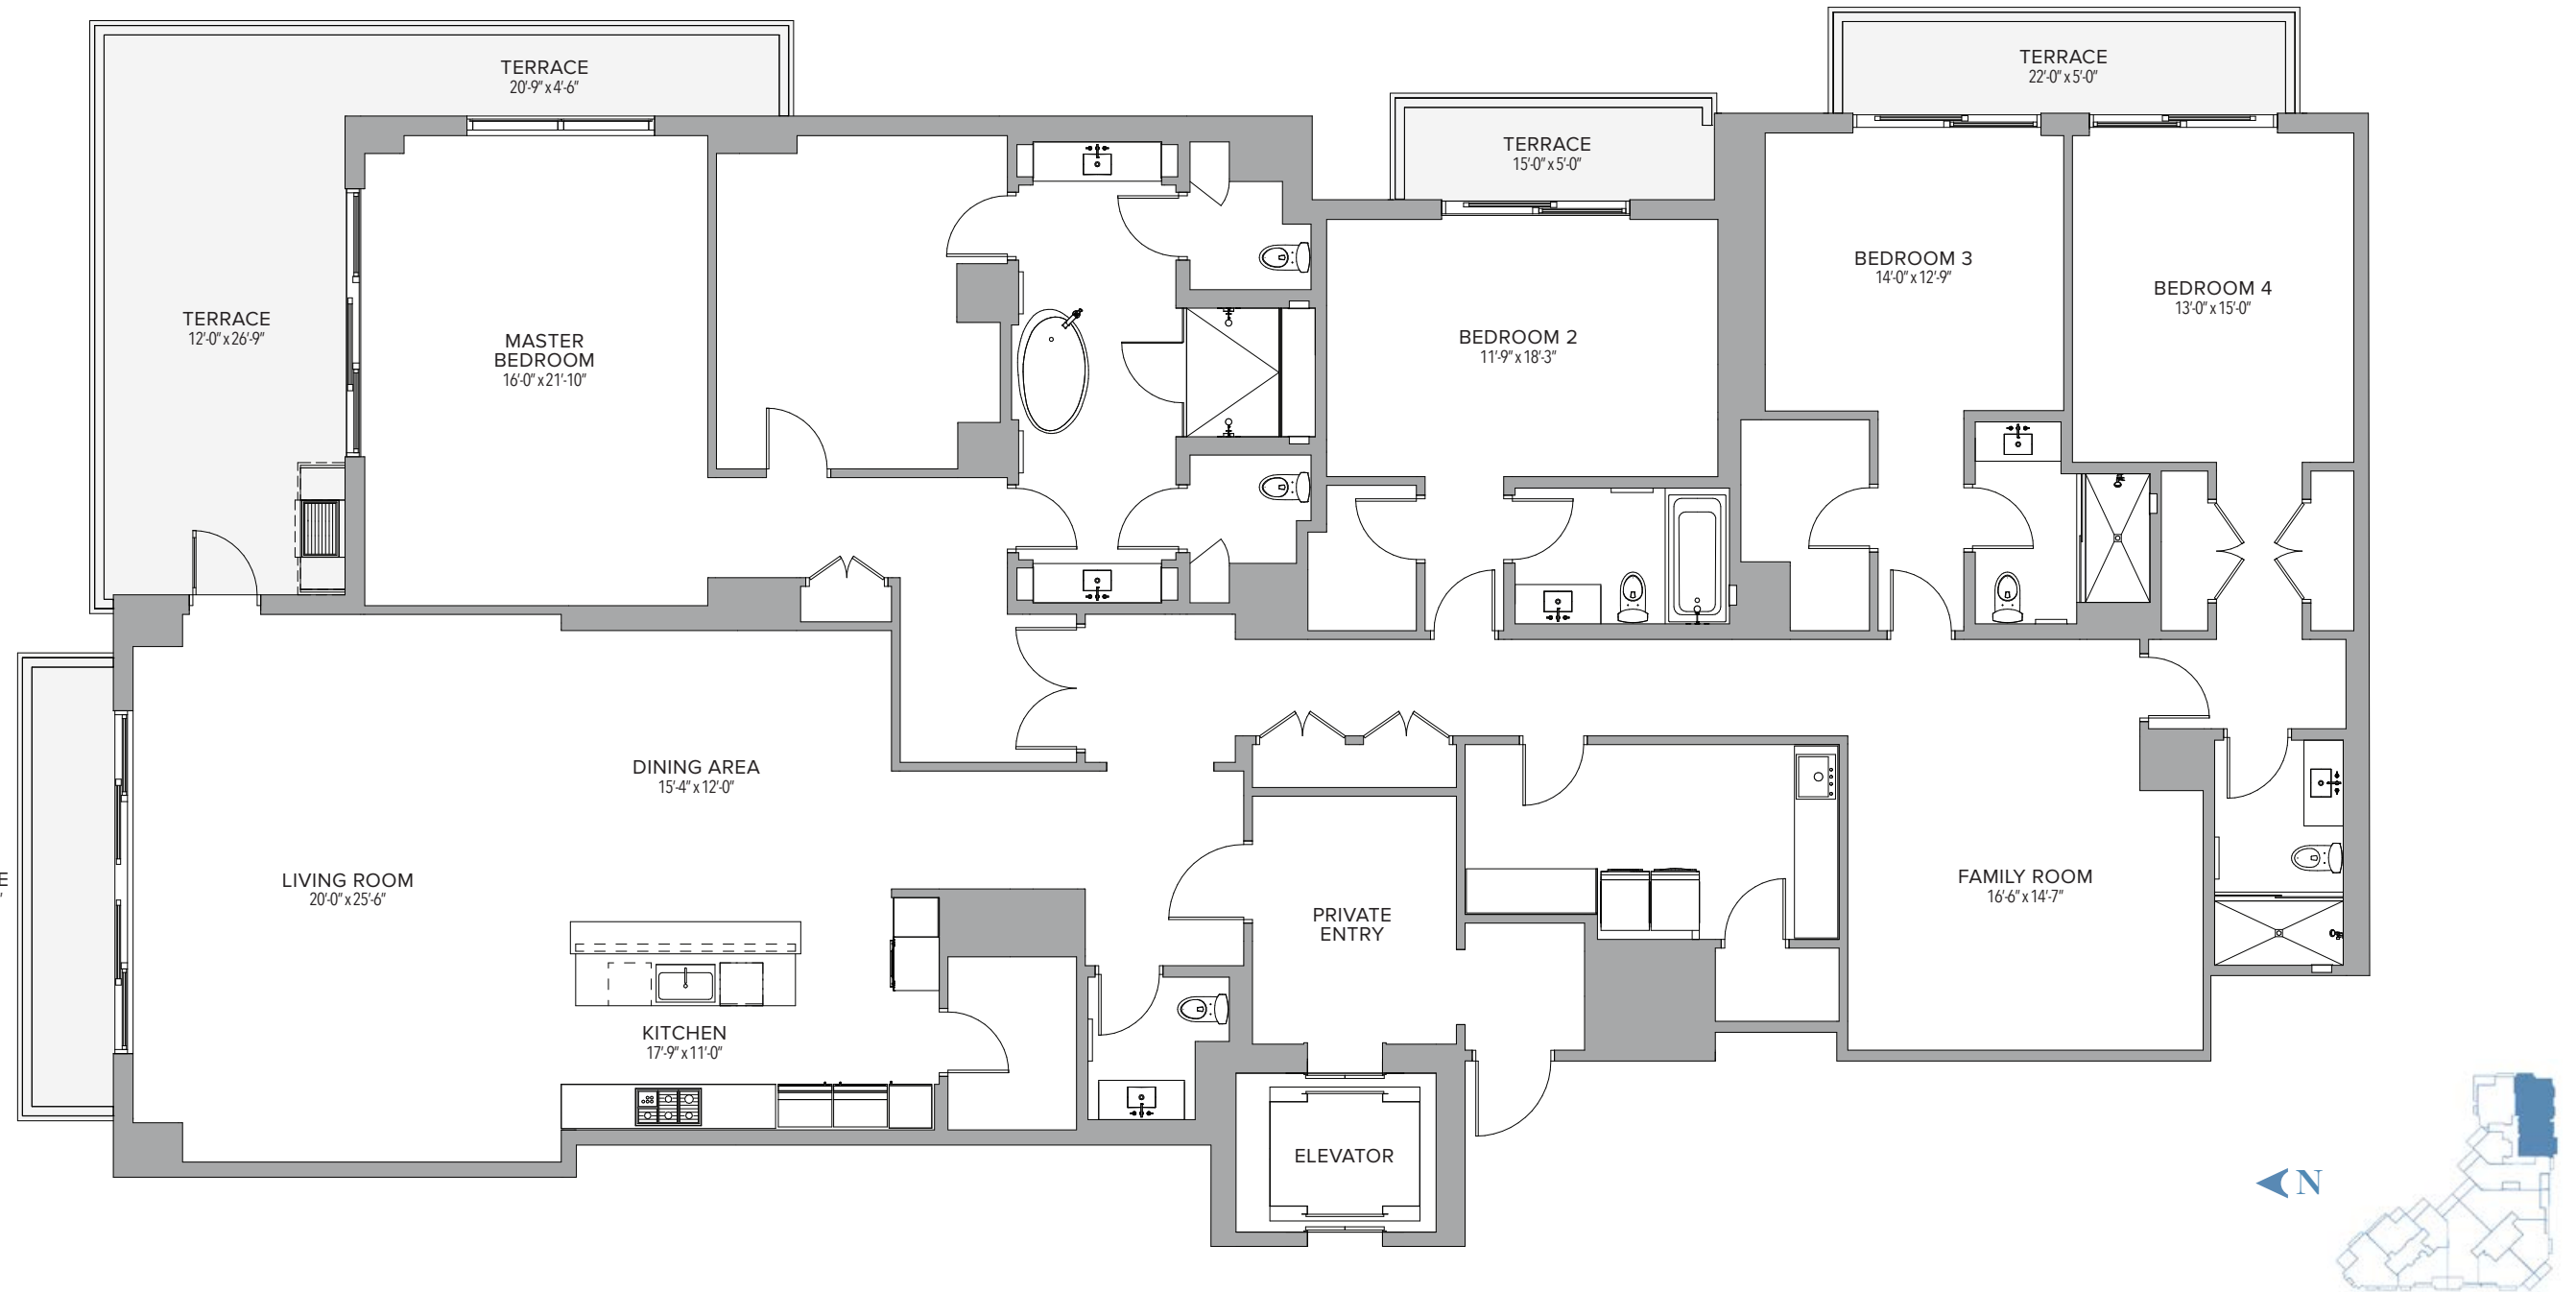 TERRACE
20'-9" x 4'-6"
TERRACE
22'-0" x 5'-0"
TERRACE
15'-0" x 5'-0"
TERRACE
12'-0" x 26'-9"
MASTER
BEDROOM
16'-0" x 21'-10"
BEDROOM 2
11'-9" x 18'-3"
BEDROOM 3
14'-0" x 12'-9"
BEDROOM 4
13'-0" x 15'-0"
DINING AREA
15'-4" x 12'-0"
LIVING ROOM
20'-0" x 25'-6"
KITCHEN
17'-9" x 11'-0"
PRIVATE
ENTRY
FAMILY ROOM
16'-6" x 14'-7"
ELEVATOR
N